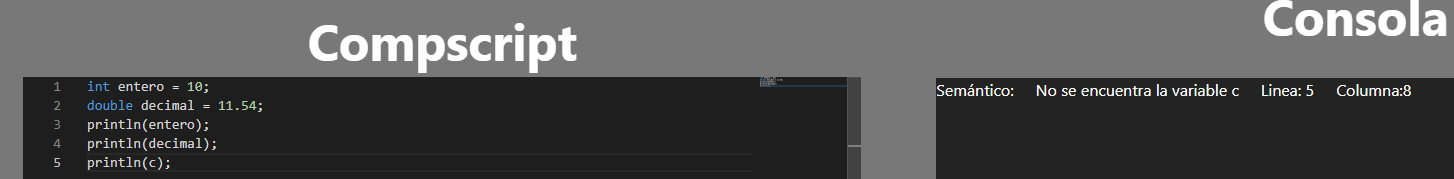 Compscript
1 int entero = 10;
2 double decimal = 11.54;
3 println(entero);
4 println(decimal);
5 println(c);
Consola
Semántico: No se encuentra la variable c Linea: 5 Columna:8